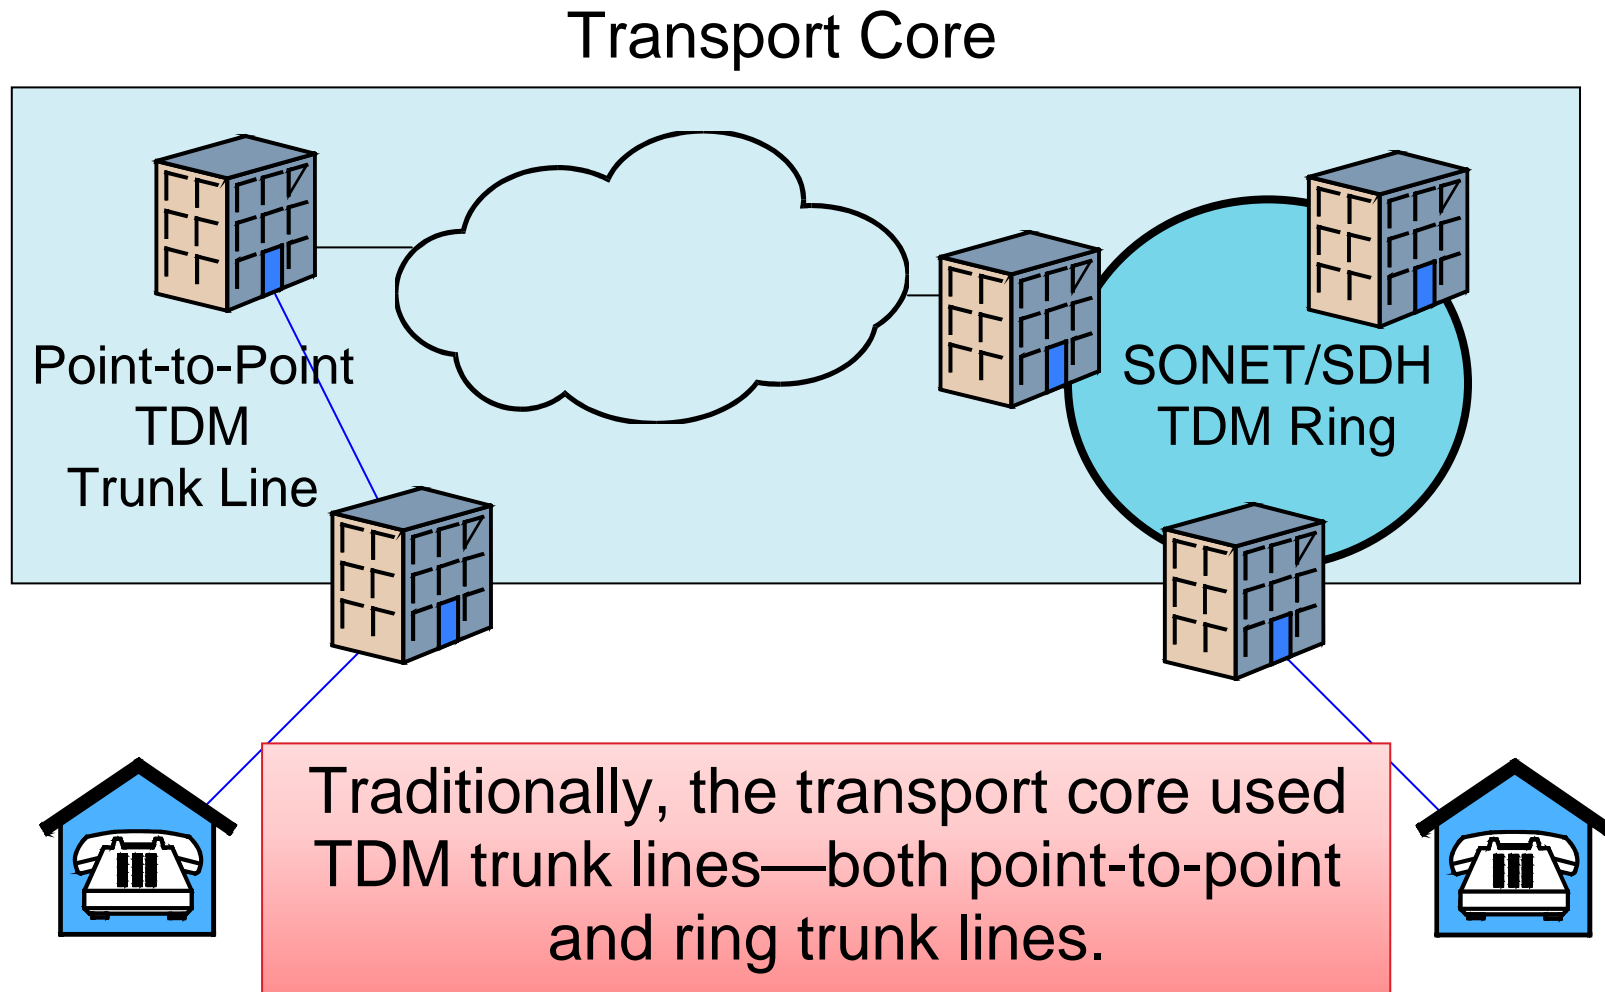 Transport Core
Point-to-Point
TDM
Trunk Line
SONET/SDH
TDM Ring
Traditionally, the transport core used
TDM trunk lines—both point-to-point
and ring trunk lines.